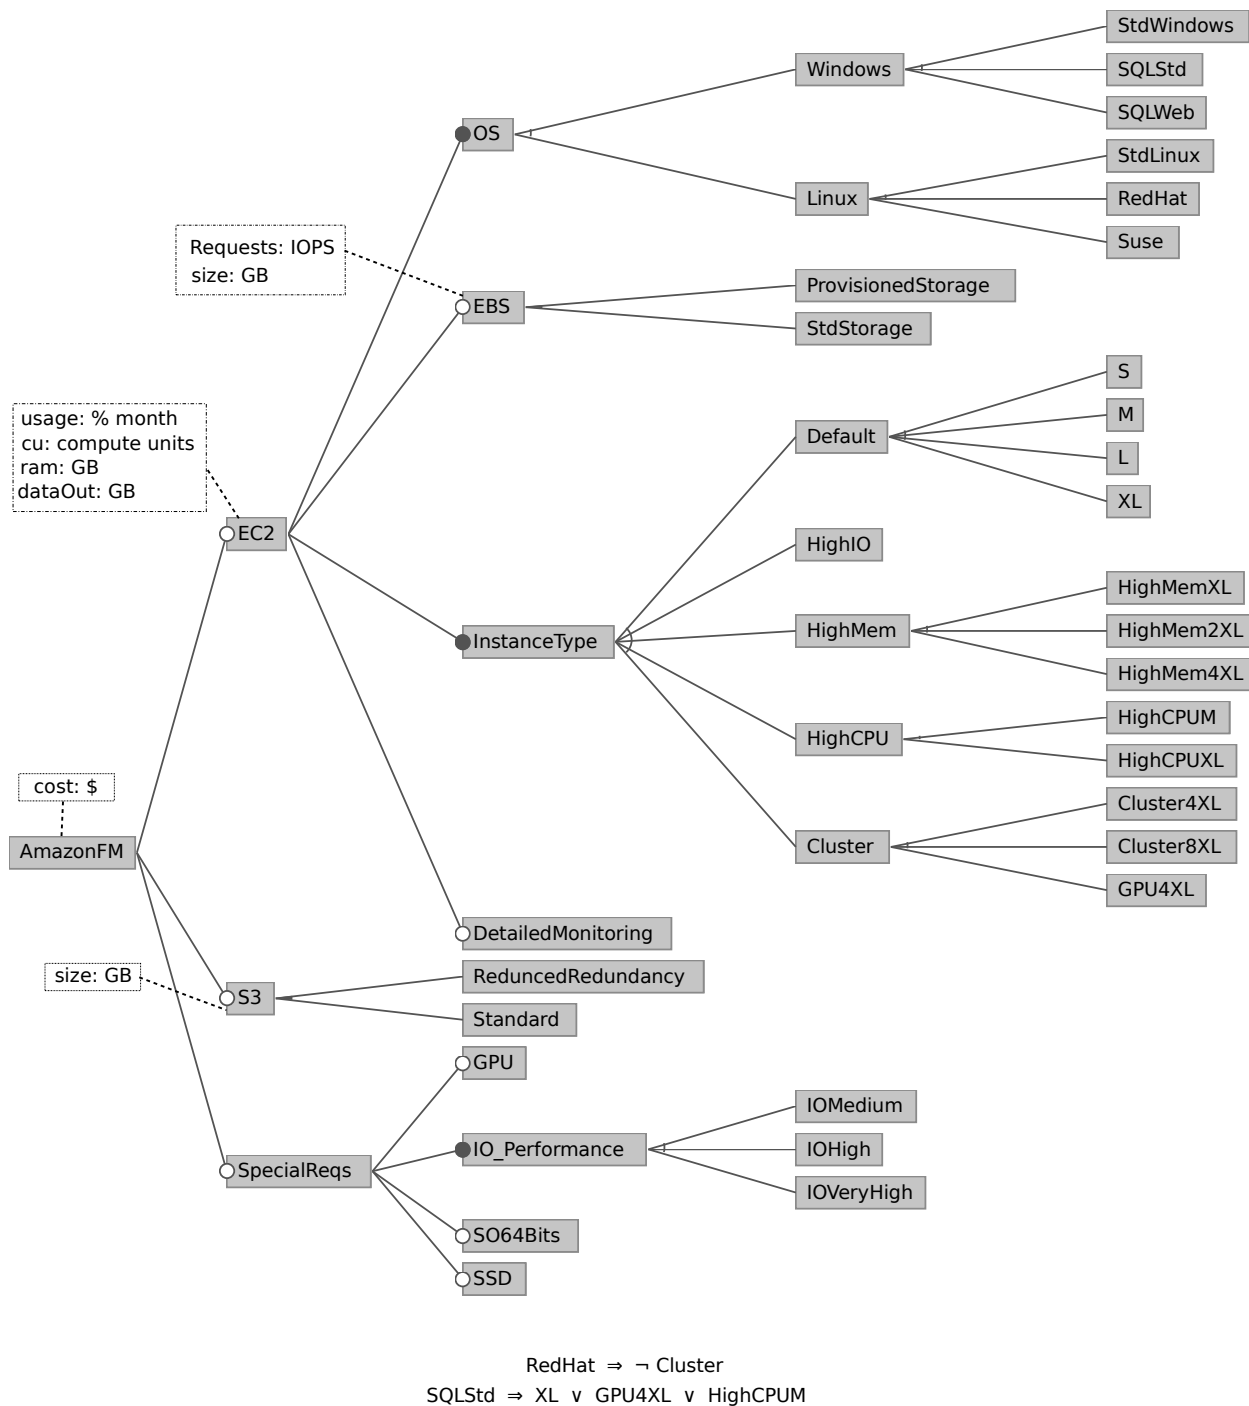 StdWindows
Windows
SQLStd
SQLWeb
OS
StdLinux
Linux
RedHat
Suse
Requests: IOPS
size: GB
EBS
ProvisionedStorage
StdStorage
S
usage: % month
cu: compute units
ram: GB
dataOut: GB
Default
M
L
XL
EC2
HighIO
HighMemXL
InstanceType
HighMem
HighMem2XL
HighMem4XL
HighCPUM
HighCPU
HighCPUXL
cost: $
AmazonFM
Cluster4XL
Cluster
Cluster8XL
GPU4XL
DetailedMonitoring
size: GB
S3
ReduncedRedundancy
Standard
GPU
IOMedium
IO_Performance
IOHigh
SpecialReqs
IOVeryHigh
SO64Bits
SSD
RedHat ⇒ ¬ Cluster
SQLStd ⇒ XL ∨ GPU4XL ∨ HighCPUM